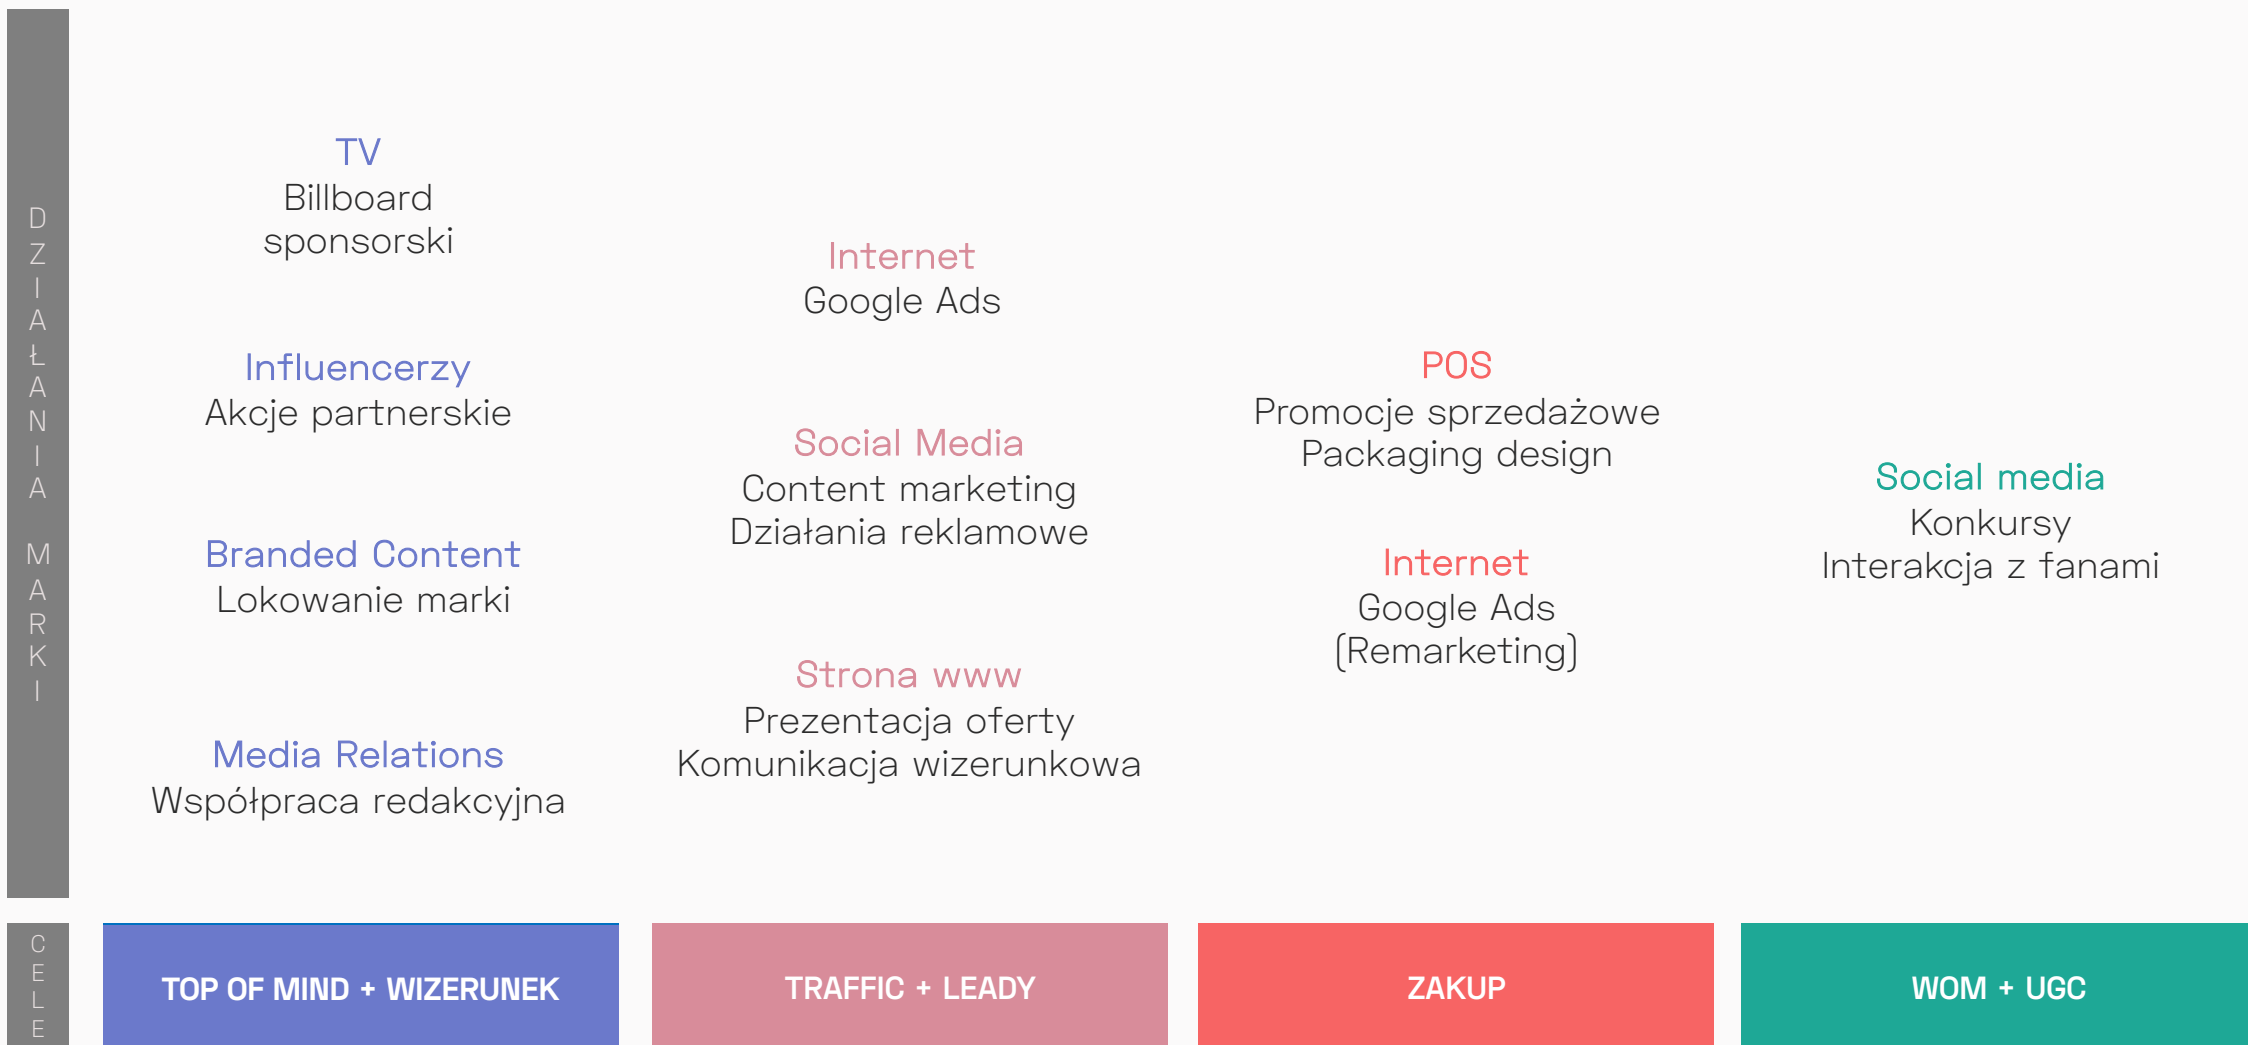 DZIAŁANIA MARKI
TV
Billboard
sponsorski
Influencerzy
Akcje partnerskie
Branded Content
Lokowanie marki
Media Relations
Współpraca redakcyjna
Internet
Google Ads
Social Media
Content marketing
Działania reklamowe
Strona www
Prezentacja oferty
Komunikacja wizerunkowa
POS
Promocje sprzedażowe
Packaging design
Internet
Google Ads
(Remarketing)
Social media
Konkursy
Interakcja z fanami
CELE
TOP OF MIND + WIZERUNEK
TRAFFIC + LEADY
ZAKUP
WOM + UGC